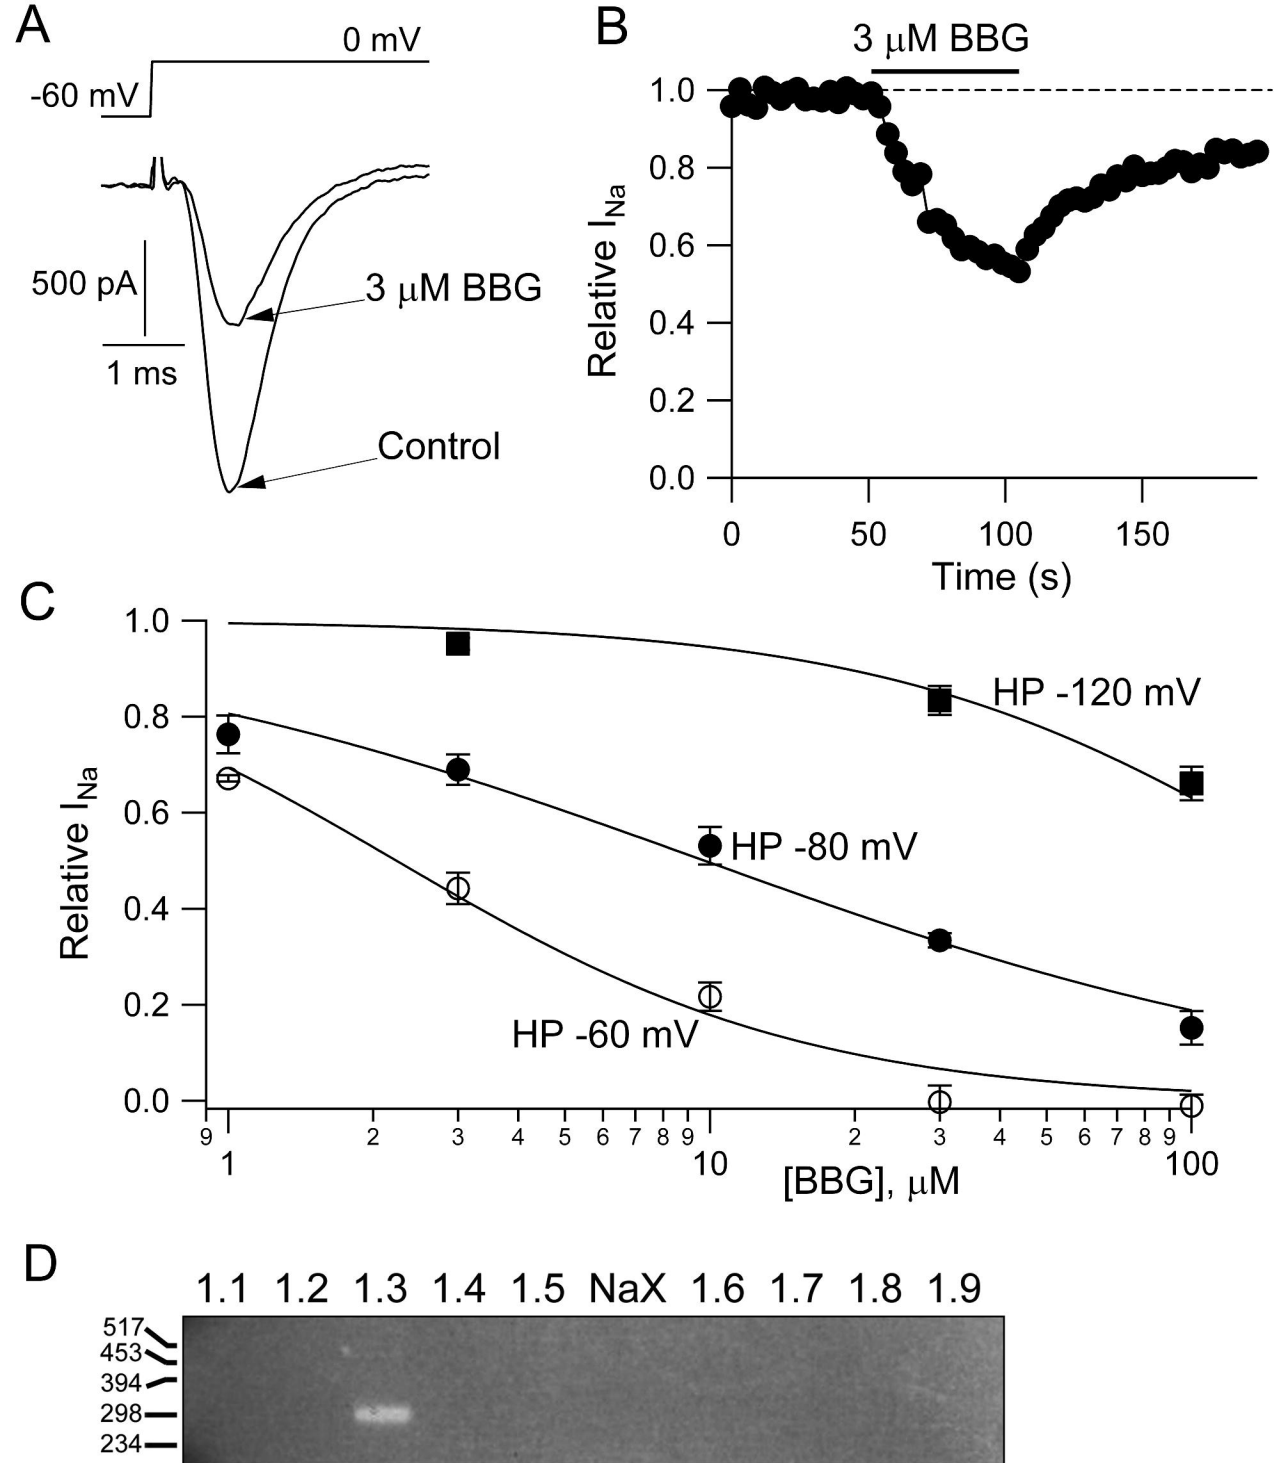 A
0 mV
-60 mV
500 pA
1 ms
3 μM BBG
Control
B
3 μM BBG
Relative I_Na
1.0
0.8
0.6
0.4
0.2
0.0
0 50 100 150
Time (s)
C
Relative I_Na
1.0
0.8
0.6
0.4
0.2
0.0
HP -120 mV
HP -80 mV
HP -60 mV
9 2 3 4 5 6 7 8 9 2 3 4 5 6 7 8 9
1 10 100
[BBG], μM
D
1.1 1.2 1.3 1.4 1.5 NaX 1.6 1.7 1.8 1.9
517
453
394
298
234